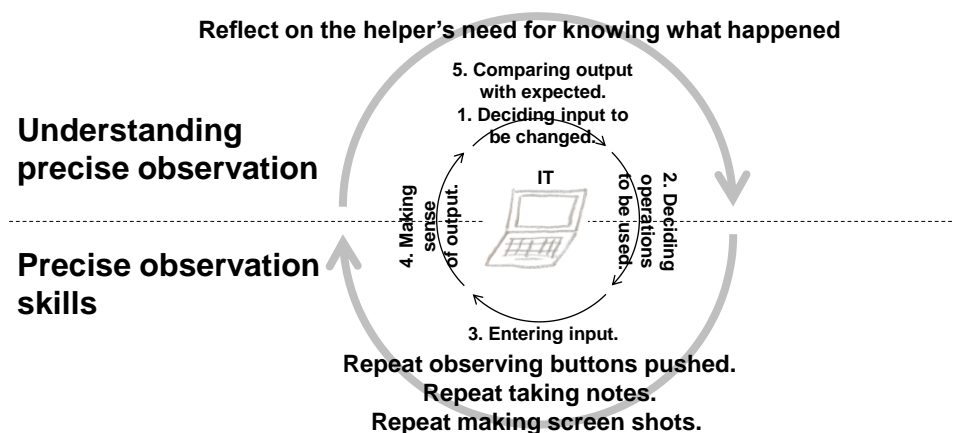 Reflect on the helper's need for knowing what happened
5. Comparing output
with expected.
1. Deciding input to
be changed.
Understanding
precise observation
IT
2. Deciding
operations
to be used.
4. Making
sense
of output.
Precise observation
skills
3. Entering input.
Repeat observing buttons pushed.
Repeat taking notes.
Repeat making screen shots.